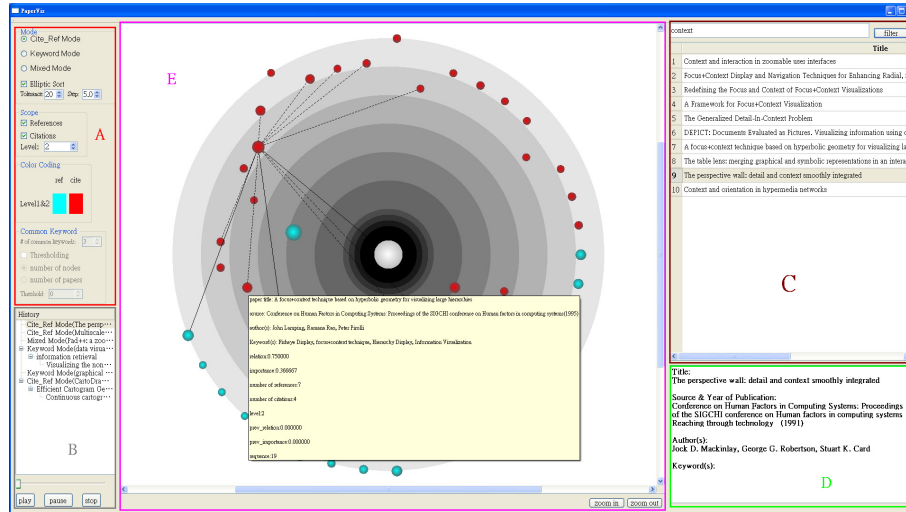 PaperVis
Mode
Cite_Ref Mode
Keyword Mode
Mixed Mode
Elliptic Sort
Tolerance: 20 Step: 5.0
Scope
References
Citations
Level: 2
A
Color Coding
ref cite
Level1&2
Common Keyword
# of common keywords: 3
Thresholding
number of nodes
number of papers
Threshold: 0
History
Cite_Ref Mode(The persp···
Cite_Ref Mode(Multiscale···
Cite_Ref Mode(Pad++: a zoo···
Keyword Mode(data visua···
information retrieval
Visualizing the non···
Keyword Mode(graphical
Cite_Ref Mode(CartoDra···
Efficient Cartogram Ge···
Continuous cartogr···
B
play pause stop
E
paper title: A focus+context technique based on hyperbolic geometry for visualizing large hierarchies
source: Conference on Human Factors in Computing Systems: Proceedings of the SIGCHI conference on Human factors in computing systems(1995)
author(s): John Lamping, Ramana Rao, Peter Pirolli
Keyword(s): Fisheye Display, focus+context technique, Hierarchy Display, Information Visualization
relation:0.750000
importance:0.366667
number of references:7
number of citations:4
level:2
prev_relation:0.000000
prev_importance:0.000000
sequence:19
zoom in zoom out
context filter
Title
1 Context and interaction in zoomable user interfaces
2 Focus+Context Display and Navigation Techniques for Enhancing Radial,
3 Redefining the Focus and Context of Focus+Context Visualizations
4 A Framework for Focus+Context Visualization
5 The Generalized Detail-In-Context Problem
6 DEPICT: Documents Evaluated as Pictures. Visualizing information using c
7 A focus+context technique based on hyperbolic geometry for visualizing la
8 The table lens: merging graphical and symbolic representations in an intera
9 The perspective wall: detail and context smoothly integrated
10 Context and orientation in hypermedia networks
C
Title:
The perspective wall: detail and context smoothly integrated
Source & Year of Publication:
Conference on Human Factors in Computing Systems: Proceedings
of the SIGCHI conference on Human factors in computing systems
Reaching through technology (1991)
Author(s):
Jock D. Mackinlay, George G. Robertson, Stuart K. Card
Keyword(s):
D